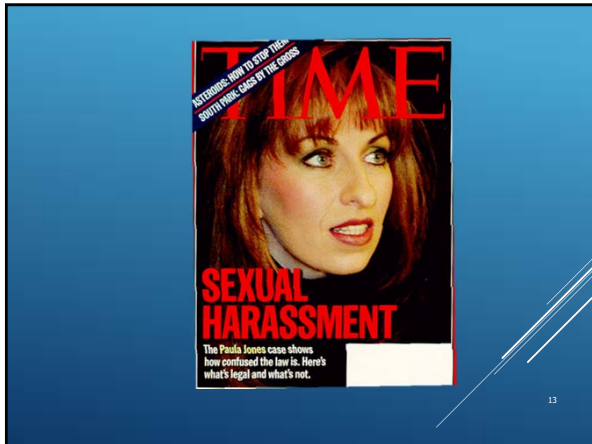 ASTEROIDS: HOW TO STOP THEM
SOUTH PARK: GAGS BY THE GROSS
TIME
SEXUAL
HARASSMENT
The Paula Jones case shows
how confused the law is. Here's
what's legal and what's not.
13